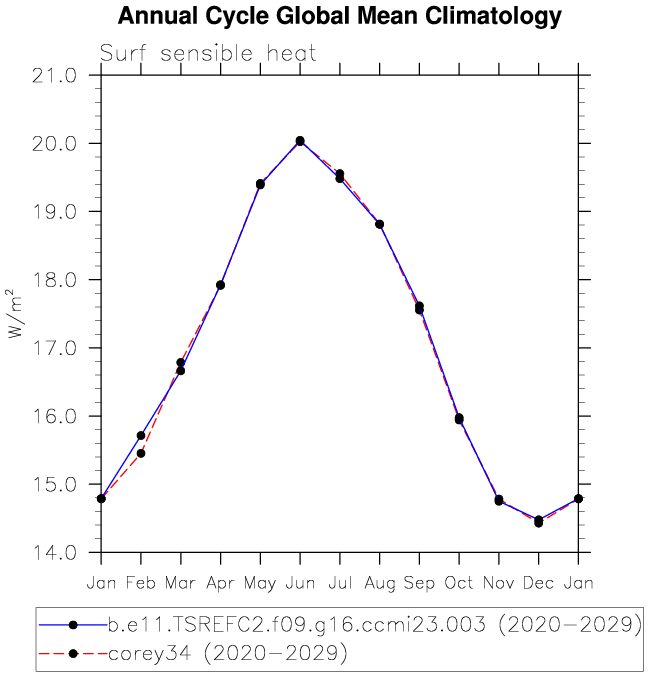 Annual Cycle Global Mean Climatology
Surf sensible heat
21.0
20.0
19.0
18.0
17.0
16.0
15.0
14.0
W/m²
Jan Feb Mar Apr May Jun Jul Aug Sep Oct Nov Dec Jan
b.e11.TSREFC2.f09.g16.ccmi23.003 (2020-2029)
corey34 (2020-2029)